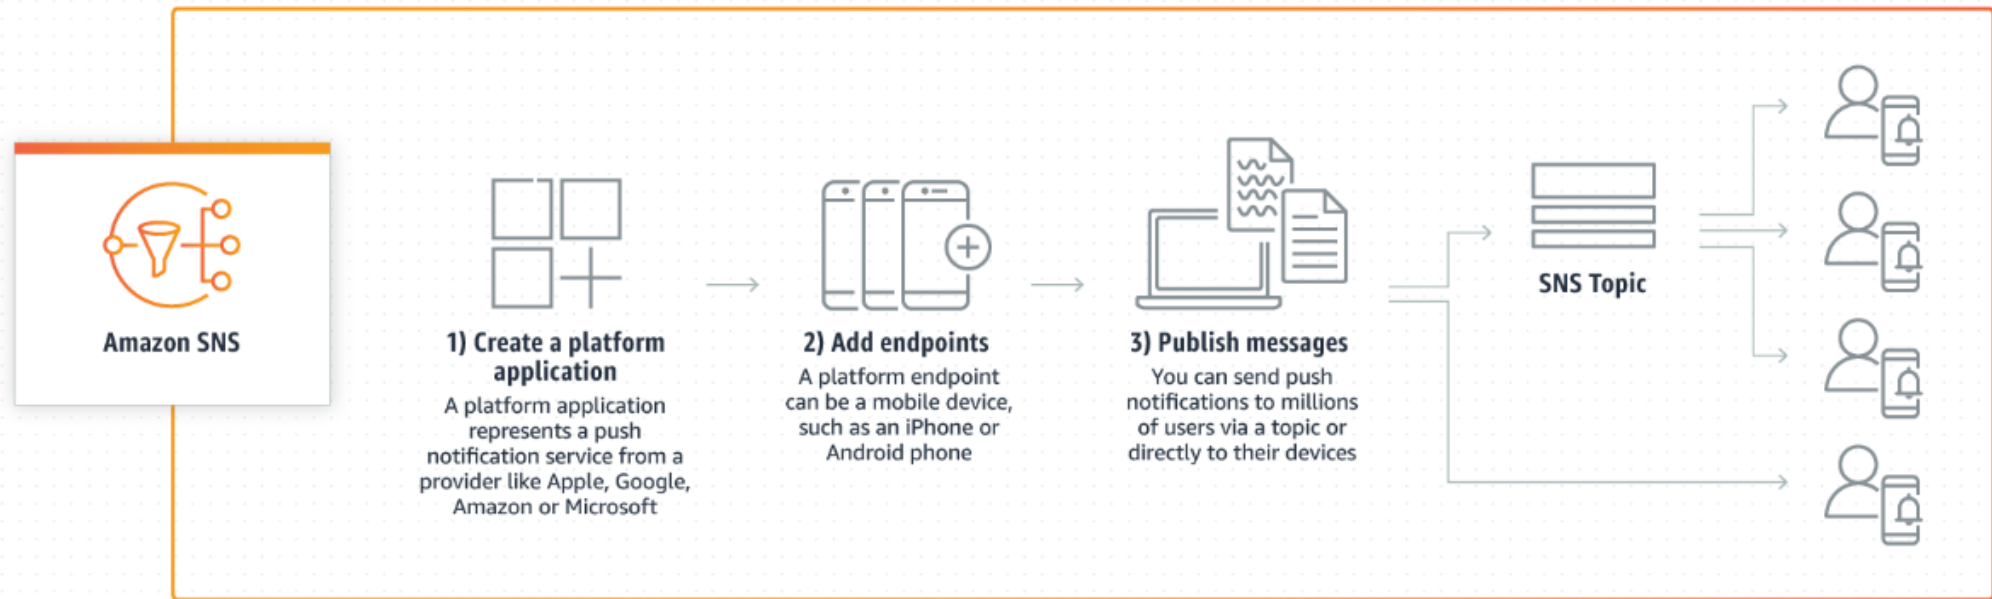 Amazon SNS
1) Create a platform
application
A platform application
represents a push
notification service from a
provider like Apple, Google,
Amazon or Microsoft
2) Add endpoints
A platform endpoint
can be a mobile device,
such as an iPhone or
Android phone
3) Publish messages
You can send push
notifications to millions
of users via a topic or
directly to their devices
SNS Topic